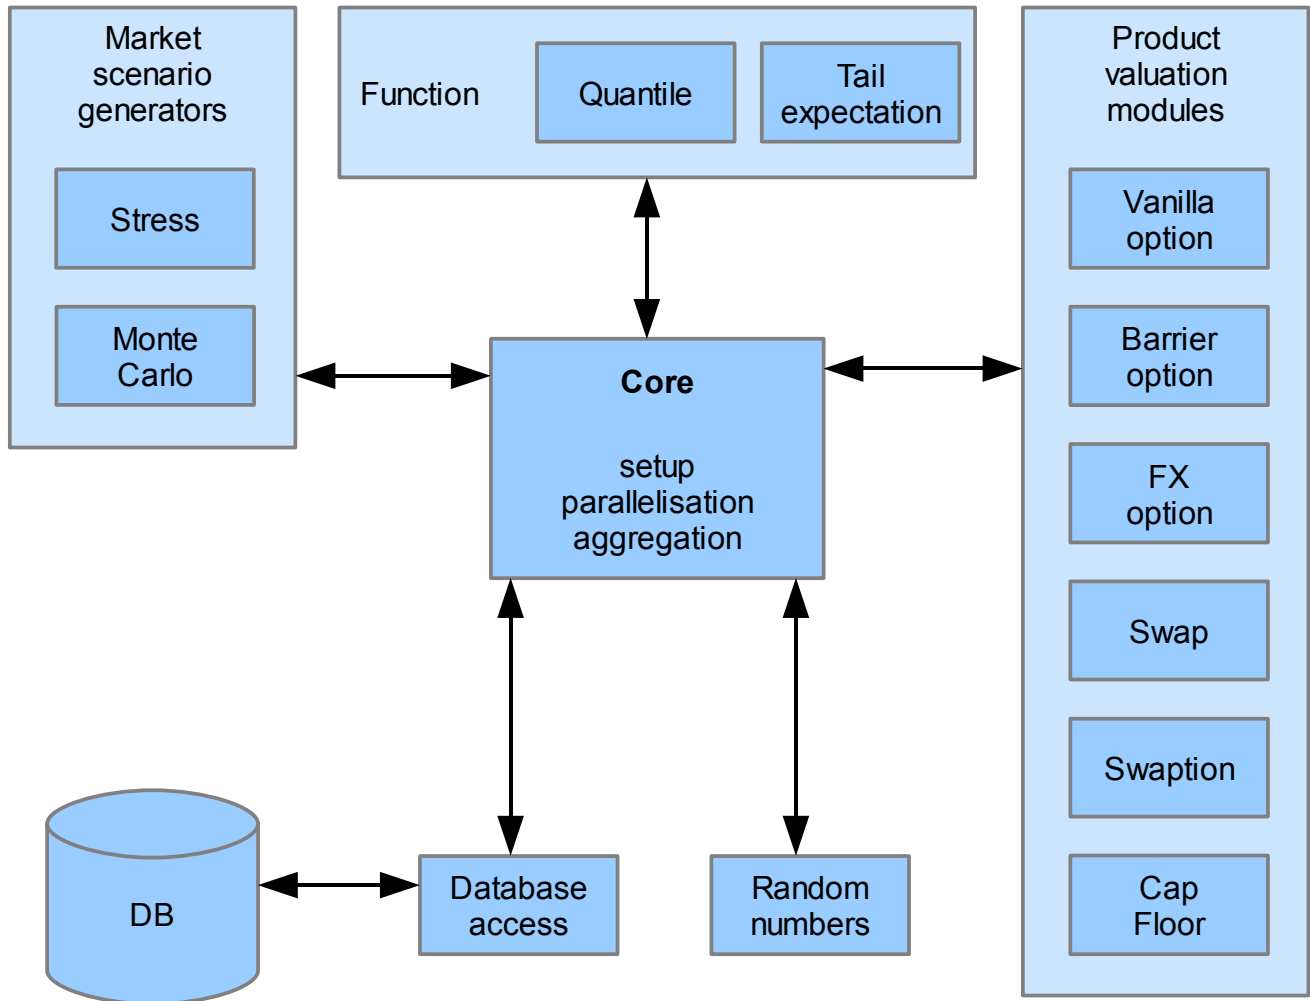 Market
scenario
generators
Stress
Monte
Carlo
Function
Quantile
Tail
expectation
Product
valuation
modules
Vanilla
option
Barrier
option
FX
option
Swap
Swaption
Cap
Floor
Core
setup
parallelisation
aggregation
DB
Database
access
Random
numbers